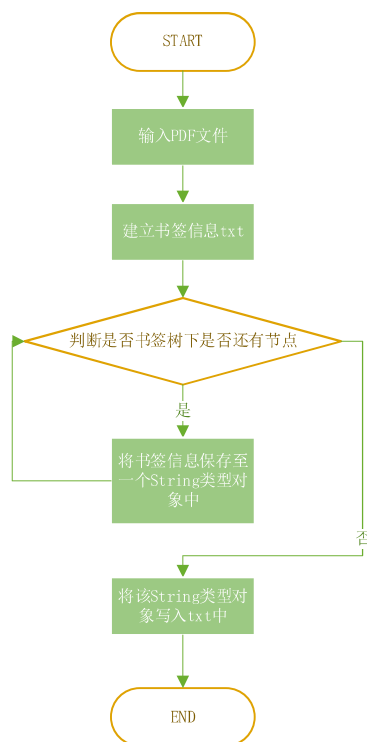 START
输入PDF文件
建立书签信息txt
判断是否书签树下是否还有节点
是
将书签信息保存至
一个String类型对
象中
否
将该String类型对
象写入txt中
END